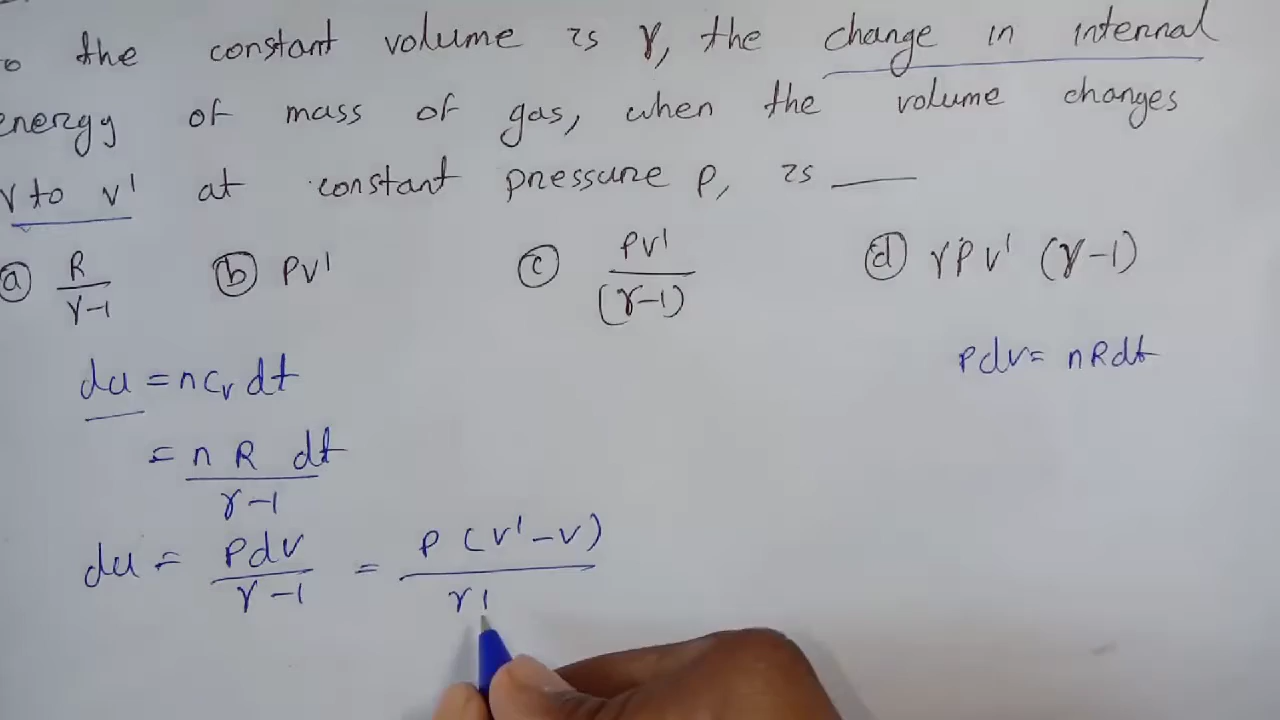 o the constant volume is γ, the change in internal
energy of mass of gas, when the volume changes
V to V' at constant pressure P, is ____
(a) R/(γ-1) (b) PV' (c) PV'/(γ-1) (d) γPV' (γ-1)
Pdv = nRdt
du = nCv dt
= nR dt/(γ-1)
du = Pdv/(γ-1) = P(V'-V)/γ1